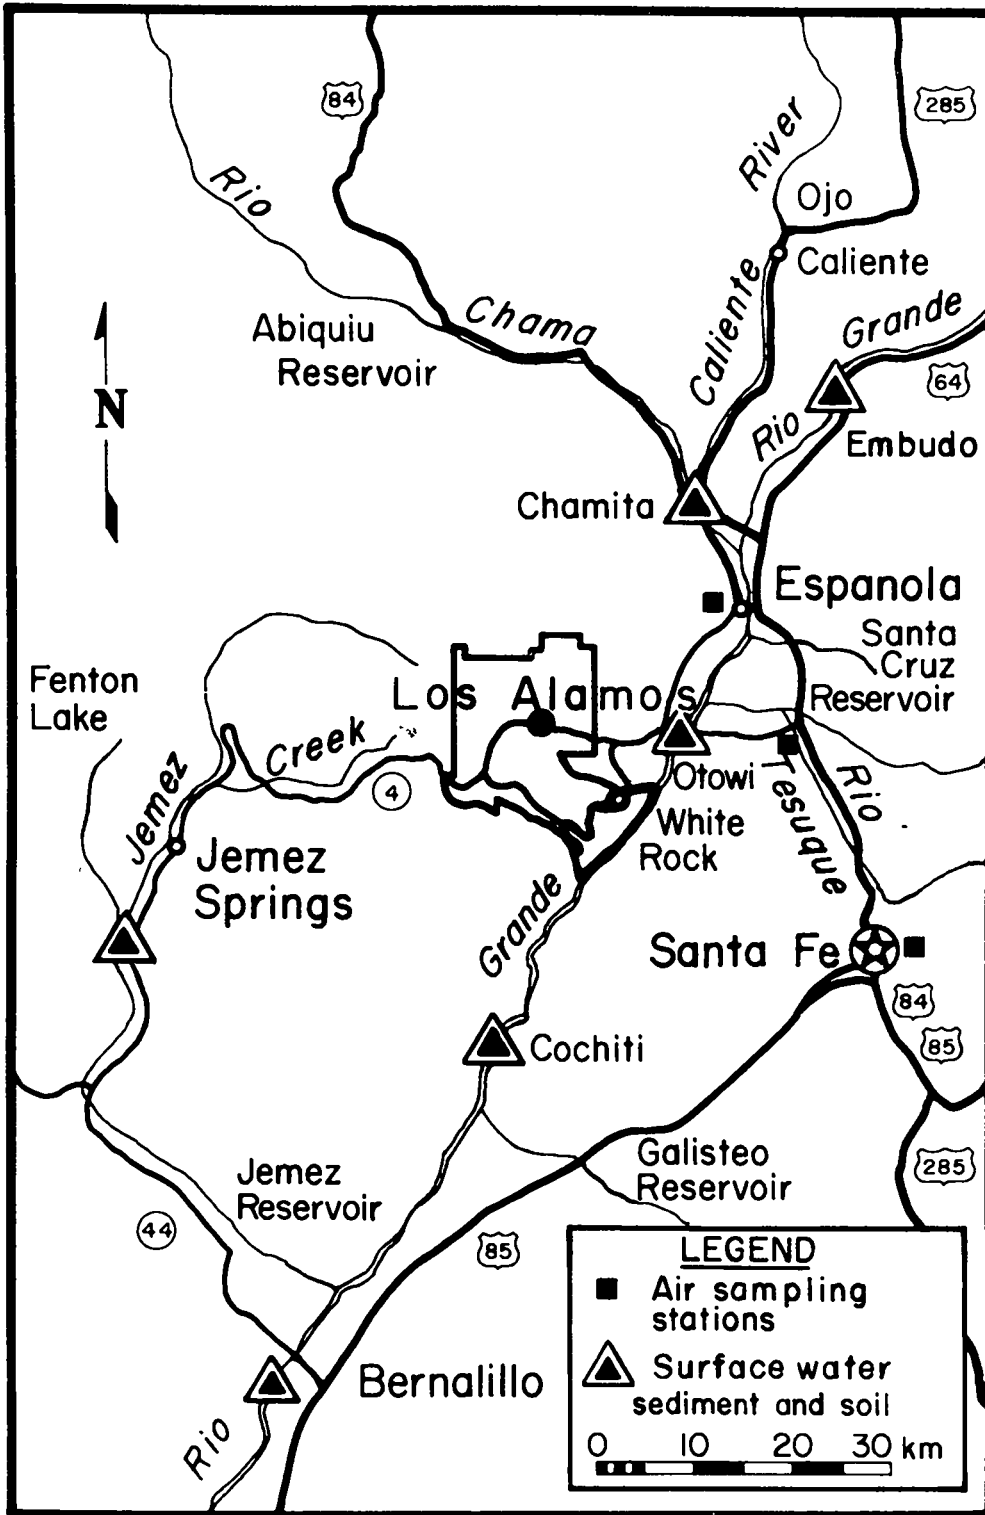 84
285
River
Rio
Ojo
Caliente
Caliente
Grande
Chama
Abiquiu
Reservoir
64
N
Rio
Embudo
Chamita
Espanola
Santa
Cruz
Reservoir
Fenton
Lake
Los Alamos
Creek
4
Otowi
Jemez
Tesuque
Rio
White
Rock
Jemez
Springs
Grande
Santa Fe
84
85
Cochiti
Galisteo
Reservoir
285
Jemez
Reservoir
44
85
Bernalillo
Rio
LEGEND
Air sampling
stations
Surface water
sediment and soil
0 10 20 30 km